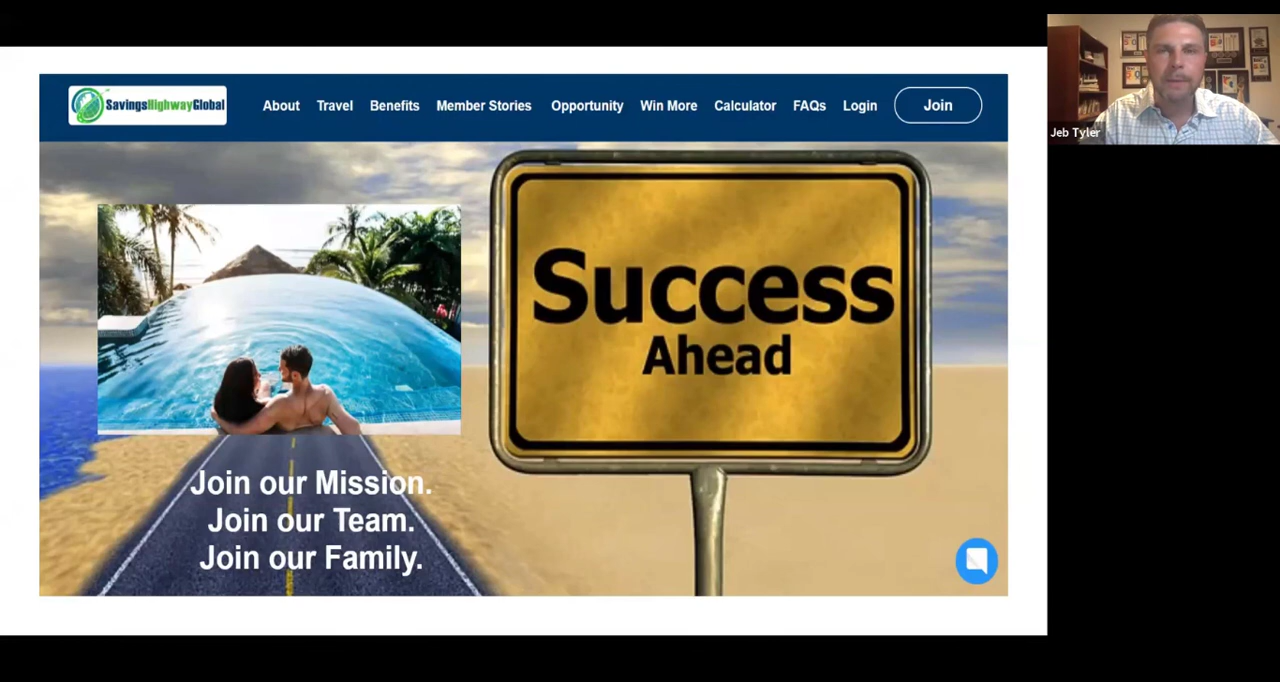 SavingsHighwayGlobal
About Travel Benefits Member Stories Opportunity Win More Calculator FAQs Login Join
Success
Ahead
Join our Mission.
Join our Team.
Join our Family.
Jeb Tyler